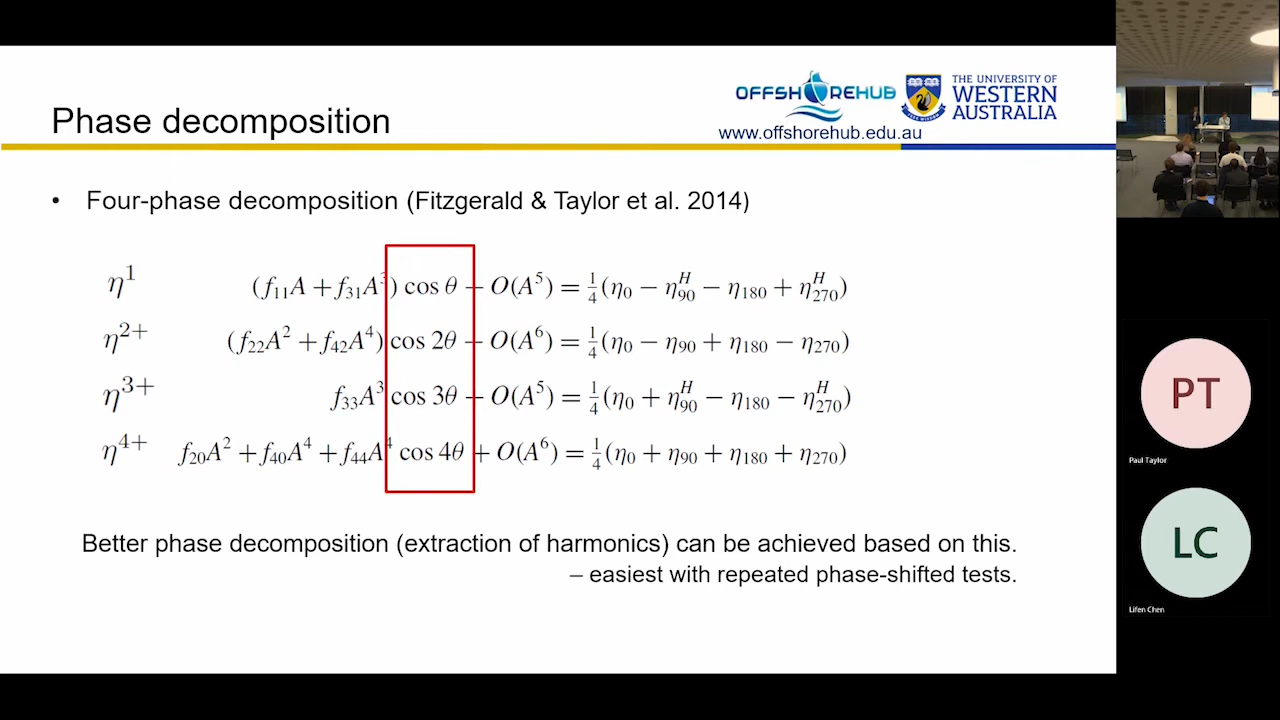 OFFSHOREHUB
www.offshorehub.edu.au
THE UNIVERSITY OF
WESTERN
AUSTRALIA
Phase decomposition
• Four-phase decomposition (Fitzgerald & Taylor et al. 2014)
η¹ (f₁₁A + f₃₁A³) cos θ + O(A⁵) = ¼(η₀ − η₉₀ᴴ − η₁₈₀ + η₂₇₀ᴴ)
η²⁺ (f₂₂A² + f₄₂A⁴) cos 2θ + O(A⁶) = ¼(η₀ − η₉₀ + η₁₈₀ − η₂₇₀)
η³⁺ f₃₃A³ cos 3θ + O(A⁵) = ¼(η₀ + η₉₀ᴴ − η₁₈₀ − η₂₇₀ᴴ)
η⁴⁺ f₂₀A² + f₄₀A⁴ + f₄₄A⁴ cos 4θ + O(A⁶) = ¼(η₀ + η₉₀ + η₁₈₀ + η₂₇₀)
Better phase decomposition (extraction of harmonics) can be achieved based on this.
– easiest with repeated phase-shifted tests.
PT
Paul Taylor
LC
Lifen Chen